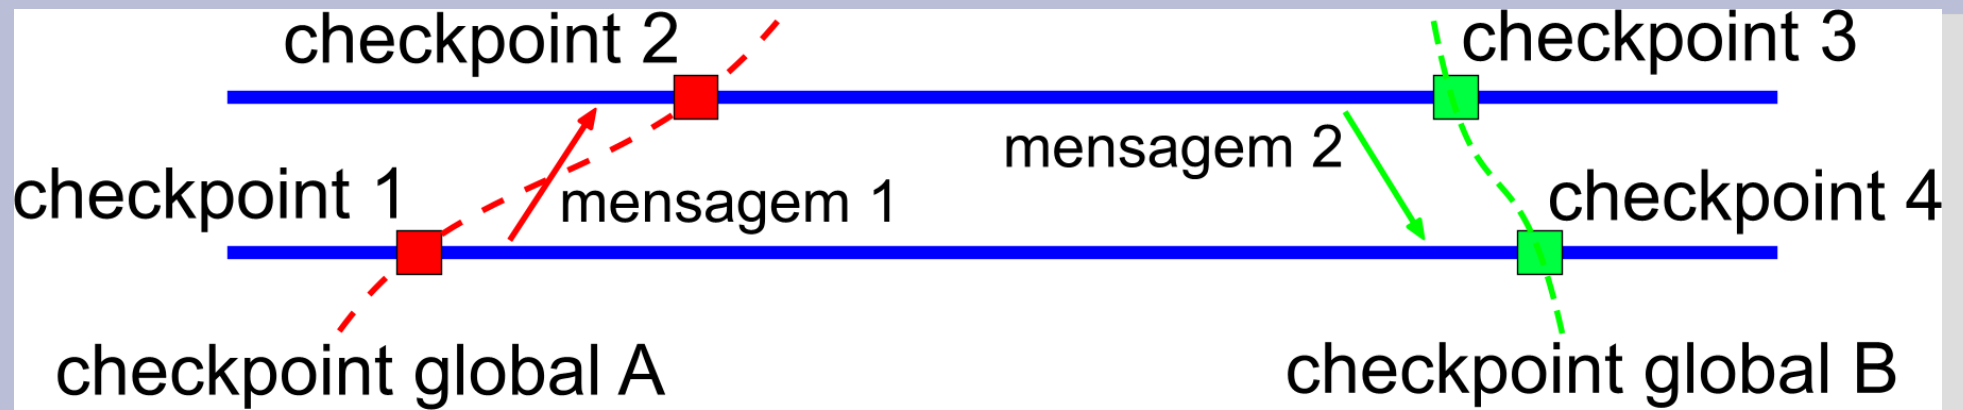 checkpoint 2
checkpoint 3
mensagem 2
checkpoint 1
mensagem 1
checkpoint 4
checkpoint global A
checkpoint global B